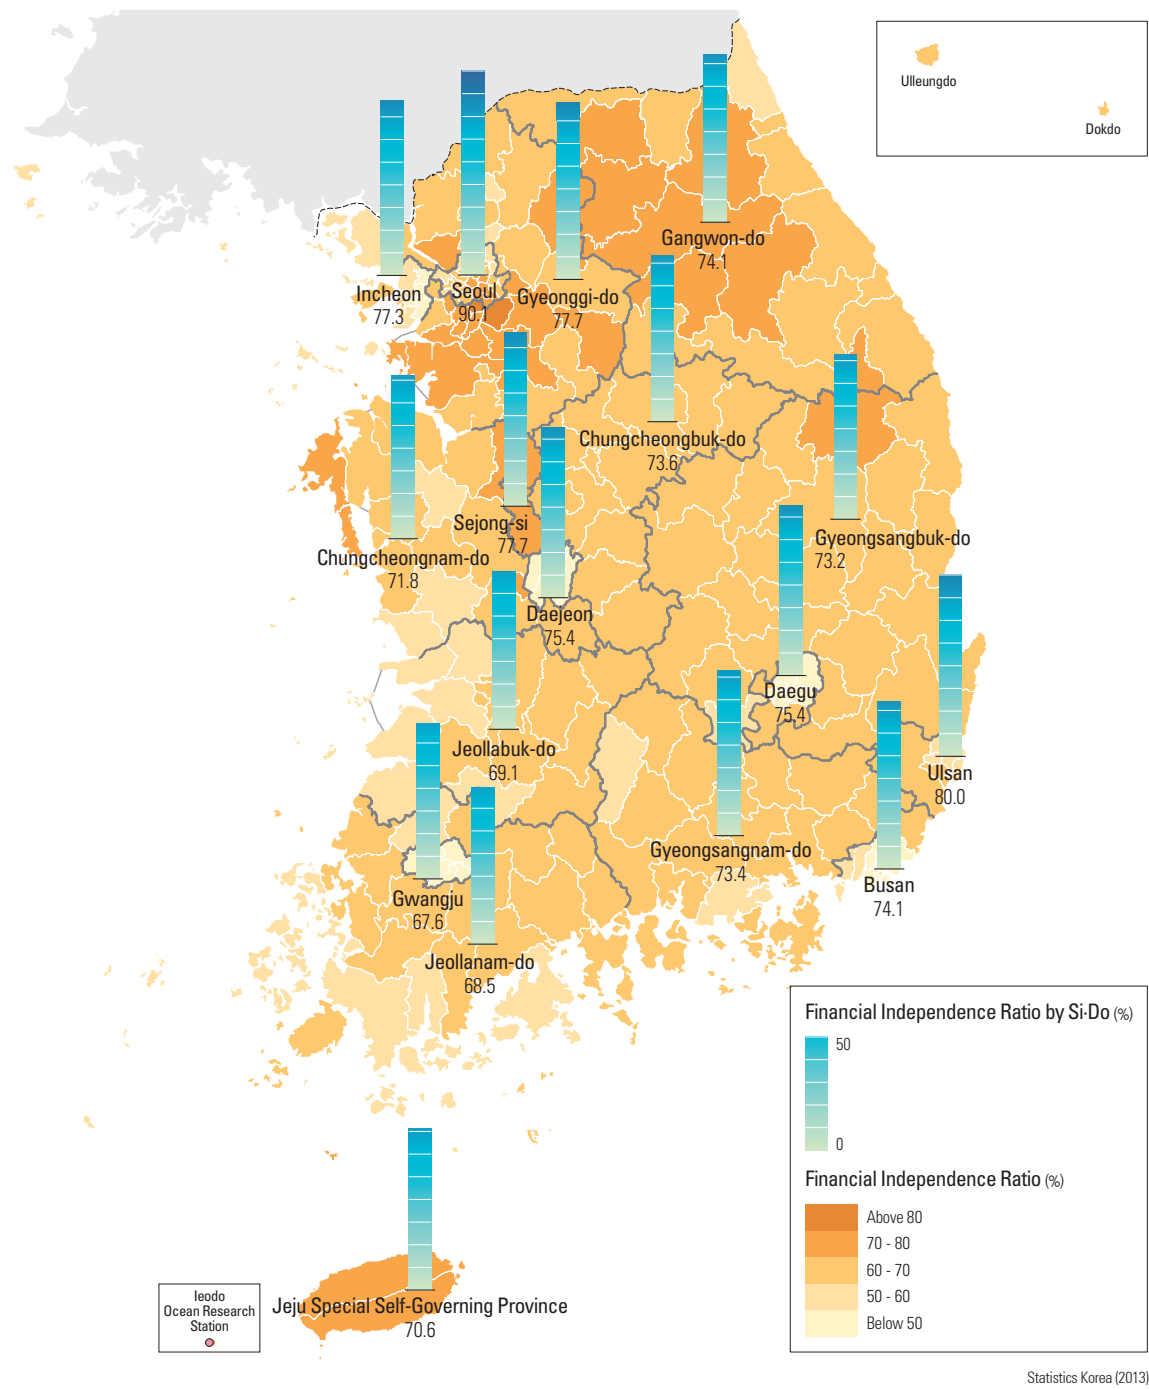 Ulleungdo
Dokdo
Gangwon-do
74.1
Incheon
77.3
Seoul
90.1
Gyeonggi-do
77.7
Chungcheongbuk-do
73.6
Sejong-si
77.7
Gyeongsangbuk-do
73.2
Chungcheongnam-do
71.8
Daejeon
75.4
Daegu
75.4
Jeollabuk-do
69.1
Ulsan
80.0
Gyeongsangnam-do
73.4
Busan
74.1
Gwangju
67.6
Jeollanam-do
68.5
Financial Independence Ratio by Si·Do (%)
50
0
Financial Independence Ratio (%)
Above 80
70 - 80
60 - 70
50 - 60
Below 50
Ieodo
Ocean Research
Station
Jeju Special Self-Governing Province
70.6
Statistics Korea (2013)